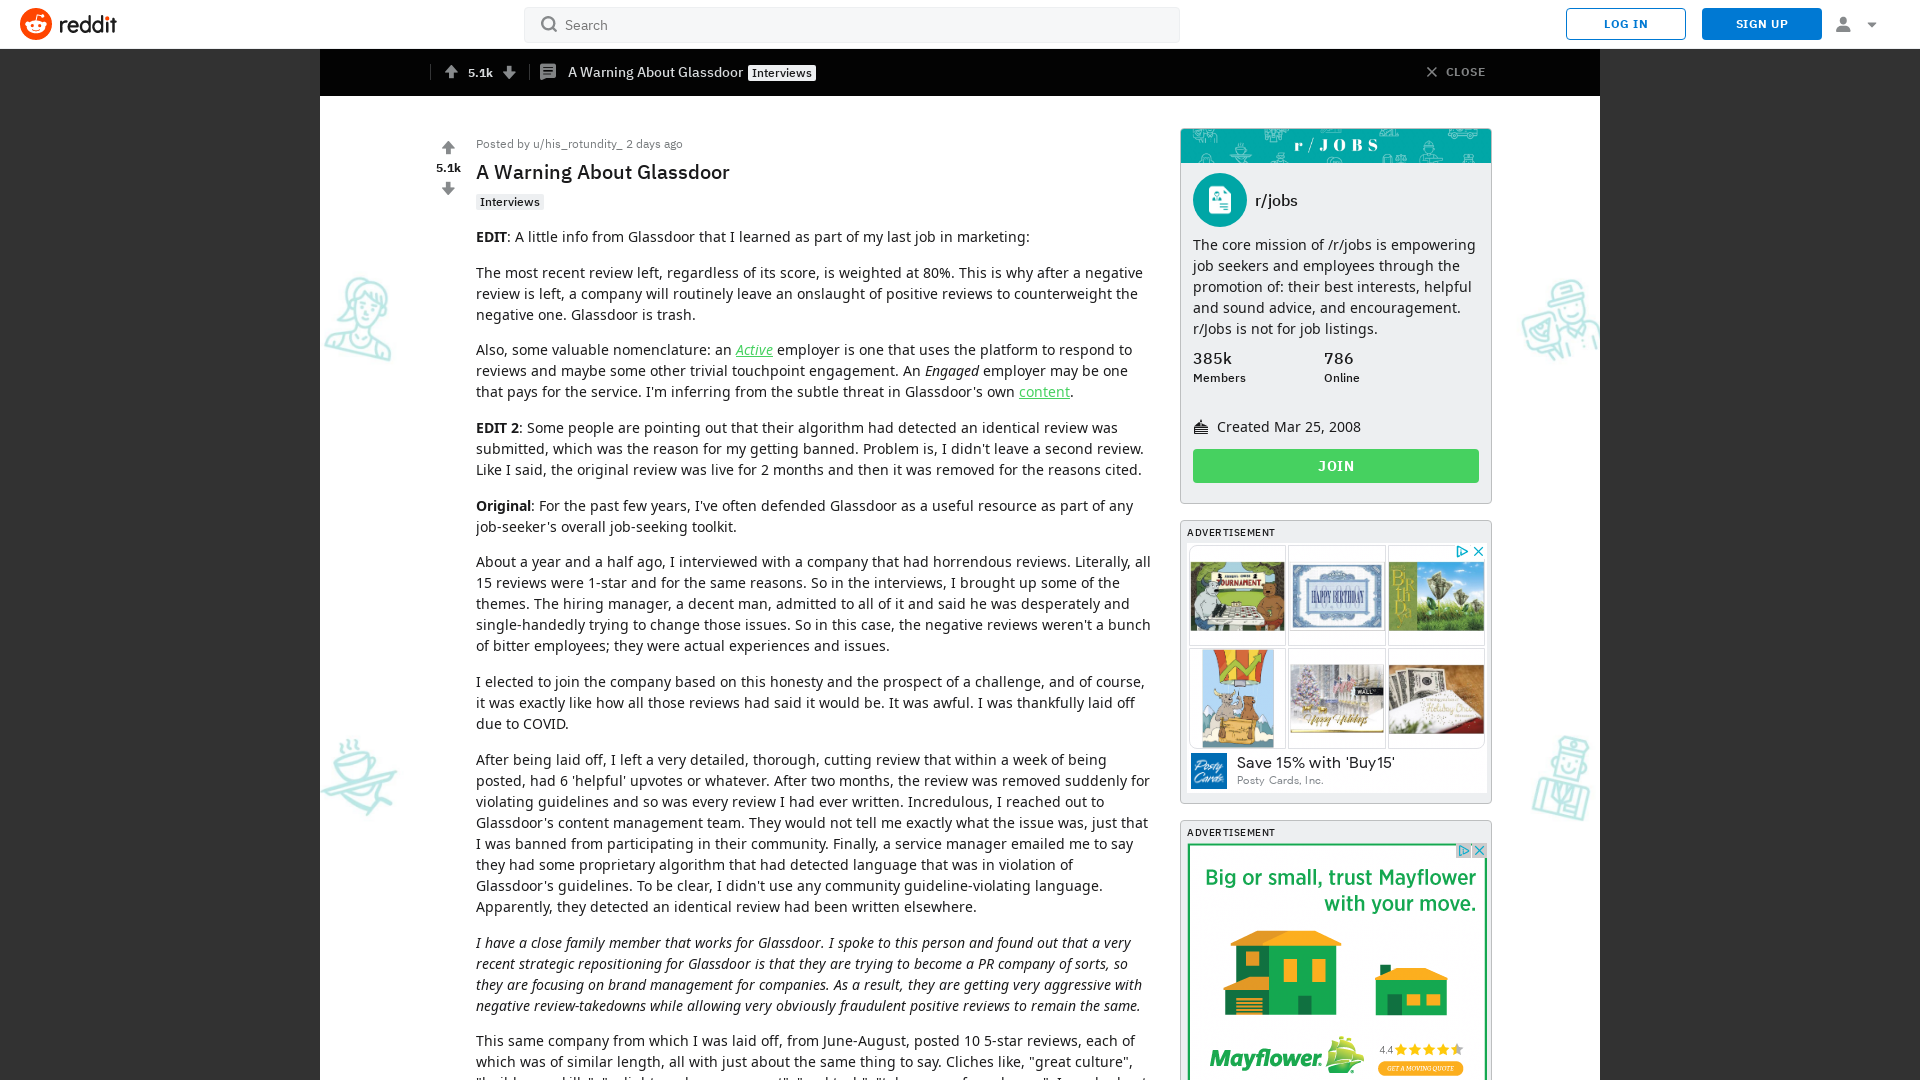 reddit
Search
LOG IN
SIGN UP
5.1k
A Warning About Glassdoor Interviews
CLOSE
Posted by u/his_rotundity_ 2 days ago
5.1k
A Warning About Glassdoor
Interviews
EDIT: A little info from Glassdoor that I learned as part of my last job in marketing:
The most recent review left, regardless of its score, is weighted at 80%. This is why after a negative
review is left, a company will routinely leave an onslaught of positive reviews to counterweight the
negative one. Glassdoor is trash.
Also, some valuable nomenclature: an Active employer is one that uses the platform to respond to
reviews and maybe some other trivial touchpoint engagement. An Engaged employer may be one
that pays for the service. I'm inferring from the subtle threat in Glassdoor's own content.
EDIT 2: Some people are pointing out that their algorithm had detected an identical review was
submitted, which was the reason for my getting banned. Problem is, I didn't leave a second review.
Like I said, the original review was live for 2 months and then it was removed for the reasons cited.
Original: For the past few years, I've often defended Glassdoor as a useful resource as part of any
job-seeker's overall job-seeking toolkit.
About a year and a half ago, I interviewed with a company that had horrendous reviews. Literally, all
15 reviews were 1-star and for the same reasons. So in the interviews, I brought up some of the
themes. The hiring manager, a decent man, admitted to all of it and said he was desperately and
single-handedly trying to change those issues. So in this case, the negative reviews weren't a bunch
of bitter employees; they were actual experiences and issues.
I elected to join the company based on this honesty and the prospect of a challenge, and of course,
it was exactly like how all those reviews had said it would be. It was awful. I was thankfully laid off
due to COVID.
After being laid off, I left a very detailed, thorough, cutting review that within a week of being
posted, had 6 'helpful' upvotes or whatever. After two months, the review was removed suddenly for
violating guidelines and so was every review I had ever written. Incredulous, I reached out to
Glassdoor's content management team. They would not tell me exactly what the issue was, just that
I was banned from participating in their community. Finally, a service manager emailed me to say
they had some proprietary algorithm that had detected language that was in violation of
Glassdoor's guidelines. To be clear, I didn't use any community guideline-violating language.
Apparently, they detected an identical review had been written elsewhere.
I have a close family member that works for Glassdoor. I spoke to this person and found out that a very
recent strategic repositioning for Glassdoor is that they are trying to become a PR company of sorts, so
they are focusing on brand management for companies. As a result, they are getting very aggressive with
negative review-takedowns while allowing very obviously fraudulent positive reviews to remain the same.
This same company from which I was laid off, from June-August, posted 10 5-star reviews, each of
which was of similar length, all with just about the same thing to say. Cliches like, "great culture",
r/JOBS
r/jobs
The core mission of /r/jobs is empowering
job seekers and employees through the
promotion of: their best interests, helpful
and sound advice, and encouragement.
r/Jobs is not for job listings.
385k
Members
786
Online
Created Mar 25, 2008
JOIN
ADVERTISEMENT
TOURNAMENT
HAPPY BIRTHDAY
BiRthDay
WALL
Happy Holidays
Posty Cards
Save 15% with 'Buy15'
Posty Cards, Inc.
ADVERTISEMENT
Big or small, trust Mayflower
with your move.
Mayflower
4.4
GET A MOVING QUOTE